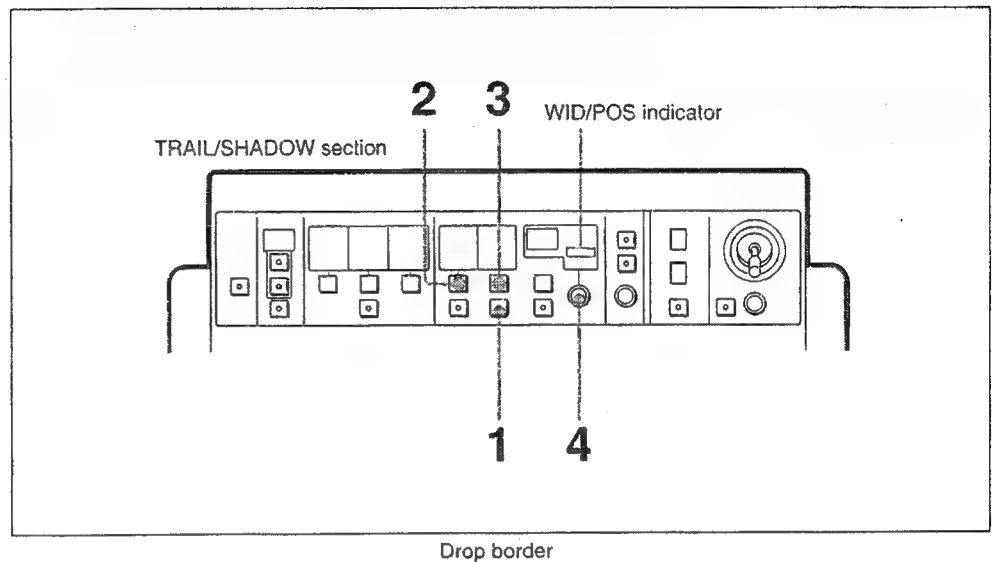 2 3
WID/POS indicator
TRAIL/SHADOW section
1 4
Drop border